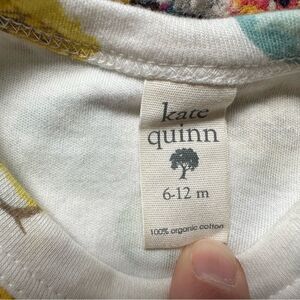 kate
quinn
6-12 m
100% organic cotton